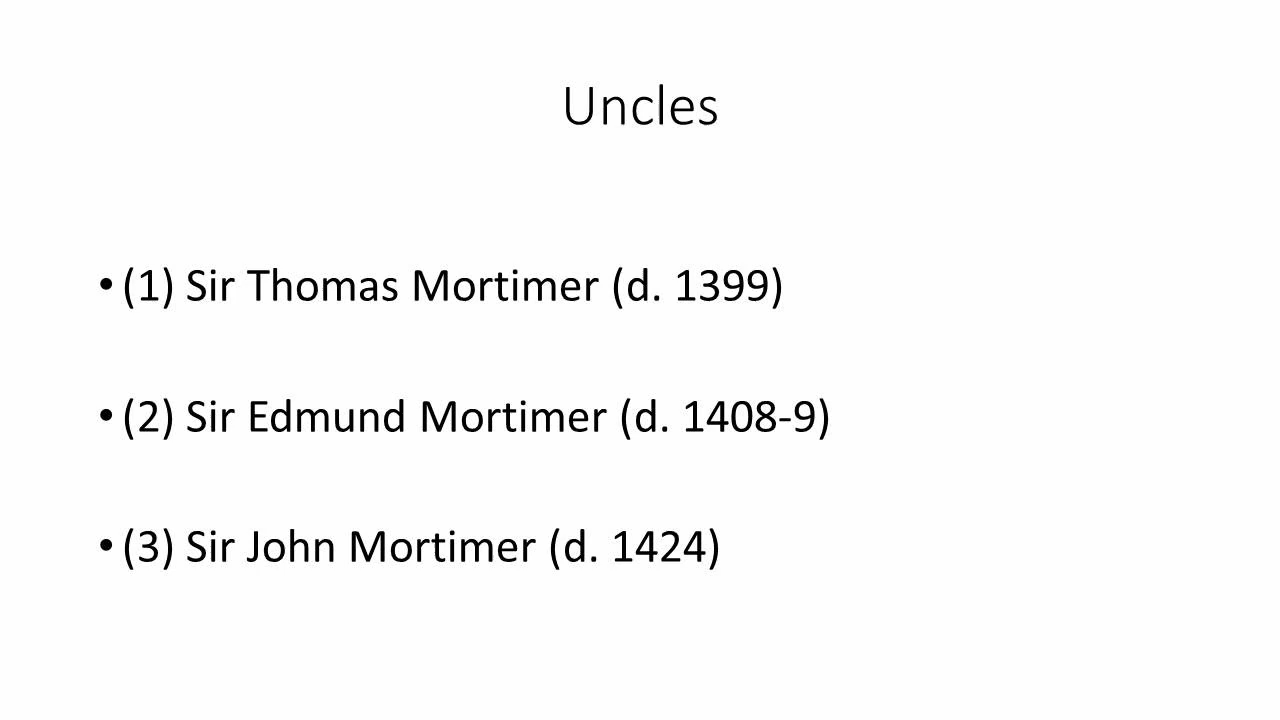 Uncles
• (1) Sir Thomas Mortimer (d. 1399)
• (2) Sir Edmund Mortimer (d. 1408-9)
• (3) Sir John Mortimer (d. 1424)